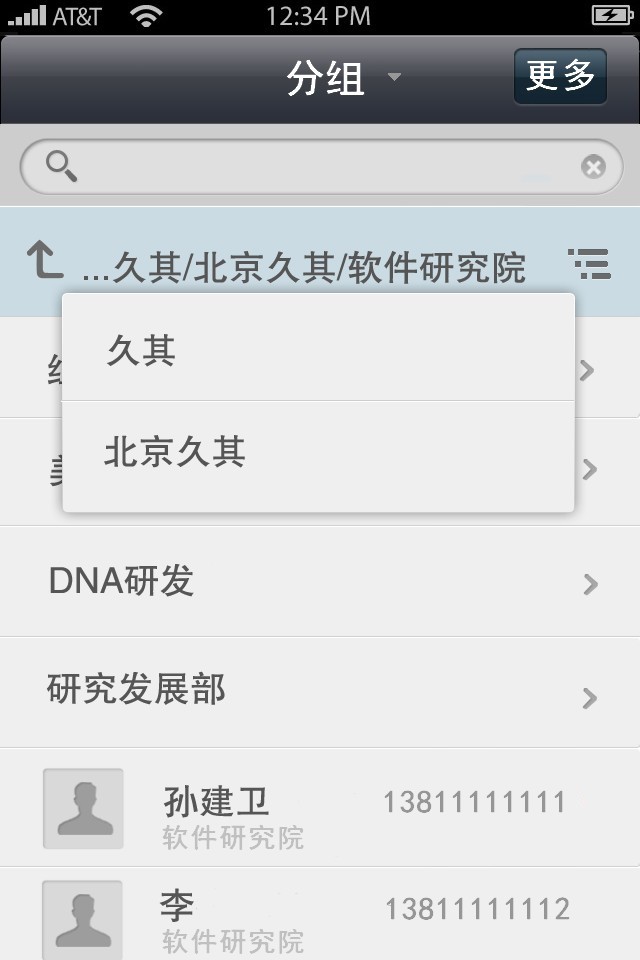 AT&T 12:34 PM
分组 更多
...久其/北京久其/软件研究院
久其
北京久其
DNA研发
研究发展部
孙建卫 13811111111
软件研究院
李 13811111112
软件研究院